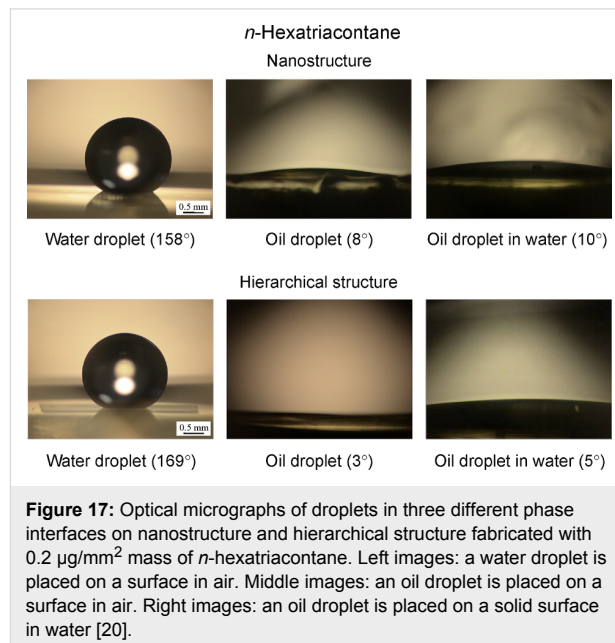 n-Hexatriacontane
Nanostructure
0.5 mm
Water droplet (158°) Oil droplet (8°) Oil droplet in water (10°)
Hierarchical structure
0.5 mm
Water droplet (169°) Oil droplet (3°) Oil droplet in water (5°)
Figure 17: Optical micrographs of droplets in three different phase
interfaces on nanostructure and hierarchical structure fabricated with
0.2 µg/mm² mass of n-hexatriacontane. Left images: a water droplet is
placed on a surface in air. Middle images: an oil droplet is placed on a
surface in air. Right images: an oil droplet is placed on a solid surface
in water [20].